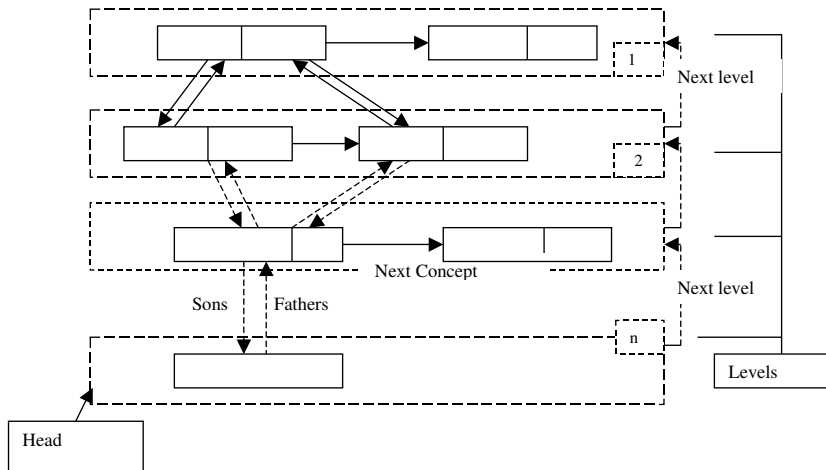 1
Next level
2
Next Concept
Sons
Fathers
Next level
n
Levels
Head